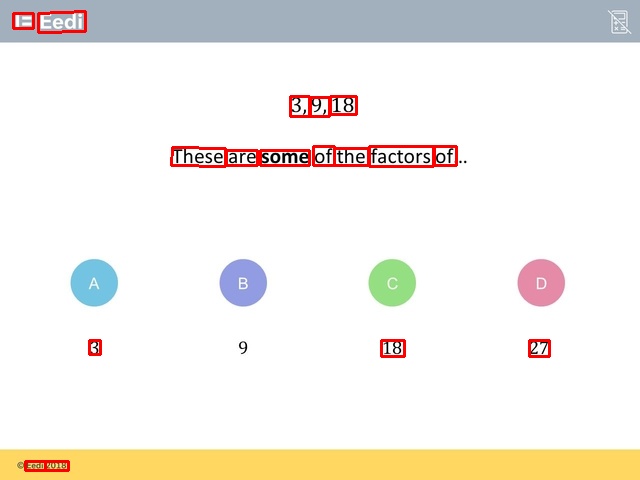 Eedi
3, 9, 18
These are some of the factors of ..
A
B
C
D
3
9
18
27
© Eedi 2018